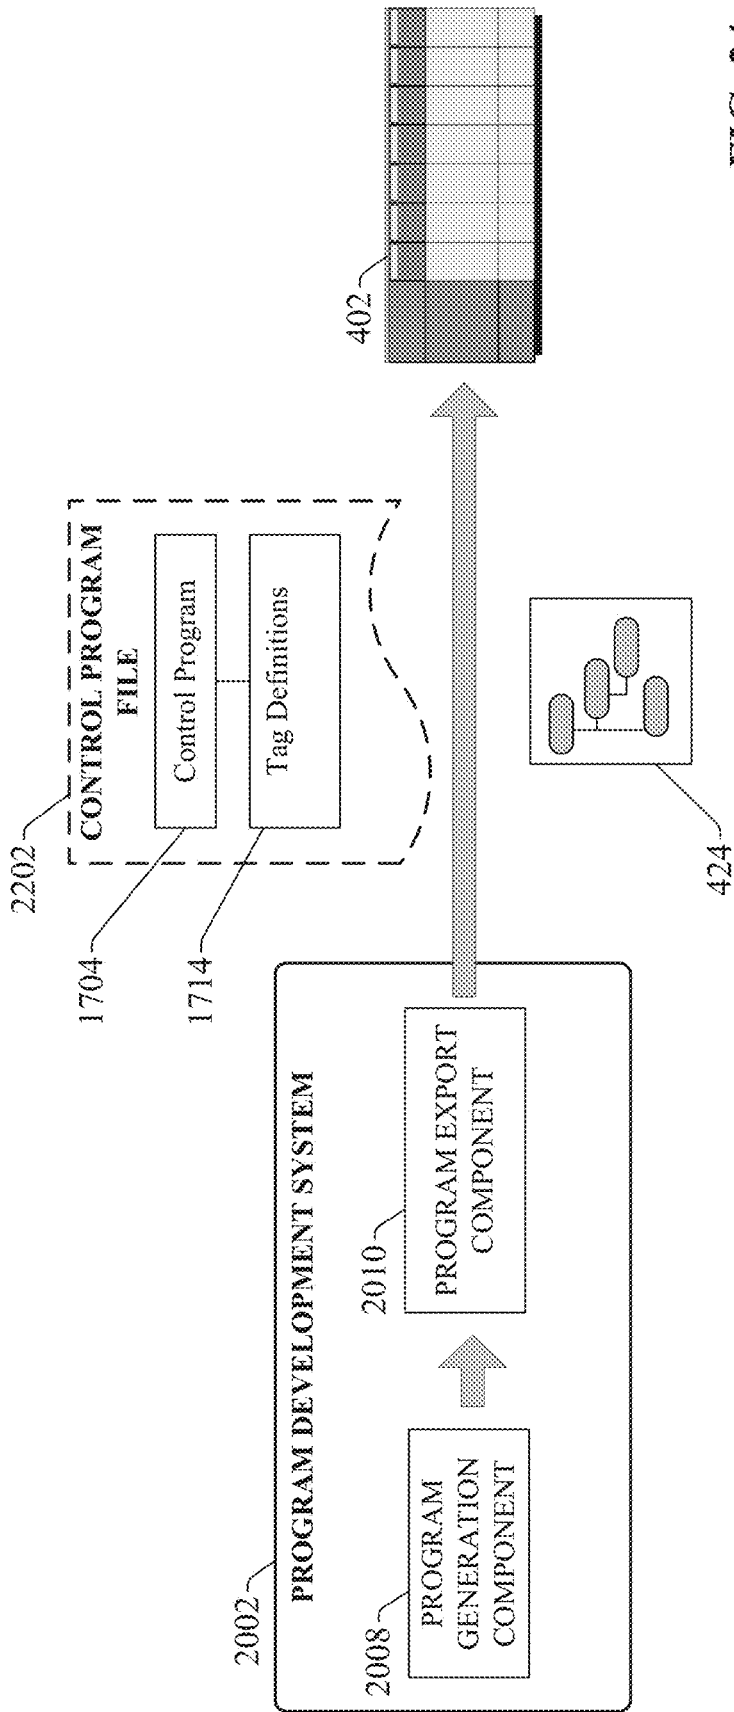 2202
CONTROL PROGRAM
FILE
1704
Control Program
1714
Tag Definitions
402
2002
PROGRAM DEVELOPMENT SYSTEM
2008
PROGRAM
GENERATION
COMPONENT
2010
PROGRAM EXPORT
COMPONENT
424